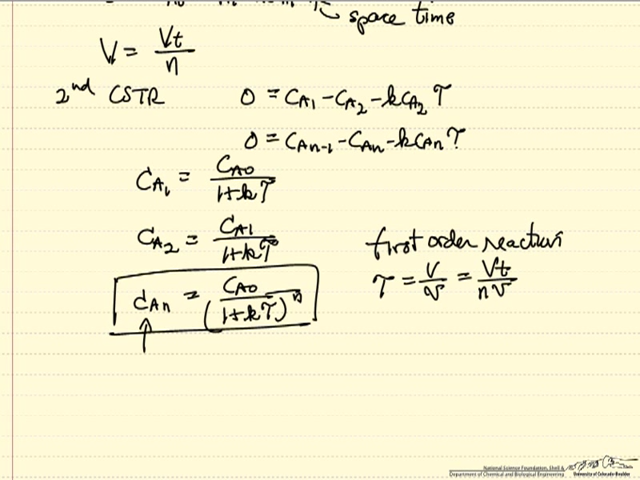 space time
V = Vt/n
2nd CSTR 0 = CA1 - CA2 - kCA2 τ
0 = CAn-1 - CAn - kCAn τ
CA1 = CA0/(1+kτ)
CA2 = CA1/(1+kτ)
first order reaction
τ = V/v = Vt/nv
CAn = CA0/(1+kτ)^n
National Science Foundation, Shell &
Department of Chemical and Biological Engineering
University of Colorado Boulder